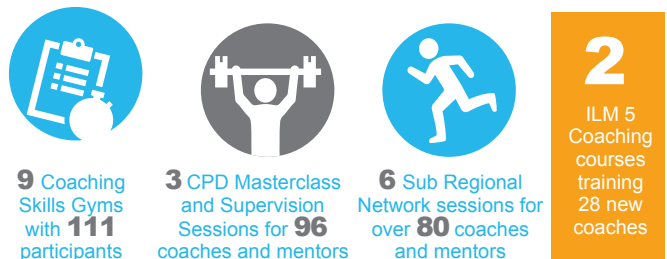 9 Coaching
Skills Gyms
with 111
participants
3 CPD Masterclass
and Supervision
Sessions for 96
coaches and mentors
6 Sub Regional
Network sessions for
over 80 coaches
and mentors
2
ILM 5
Coaching
courses
training
28 new
coaches